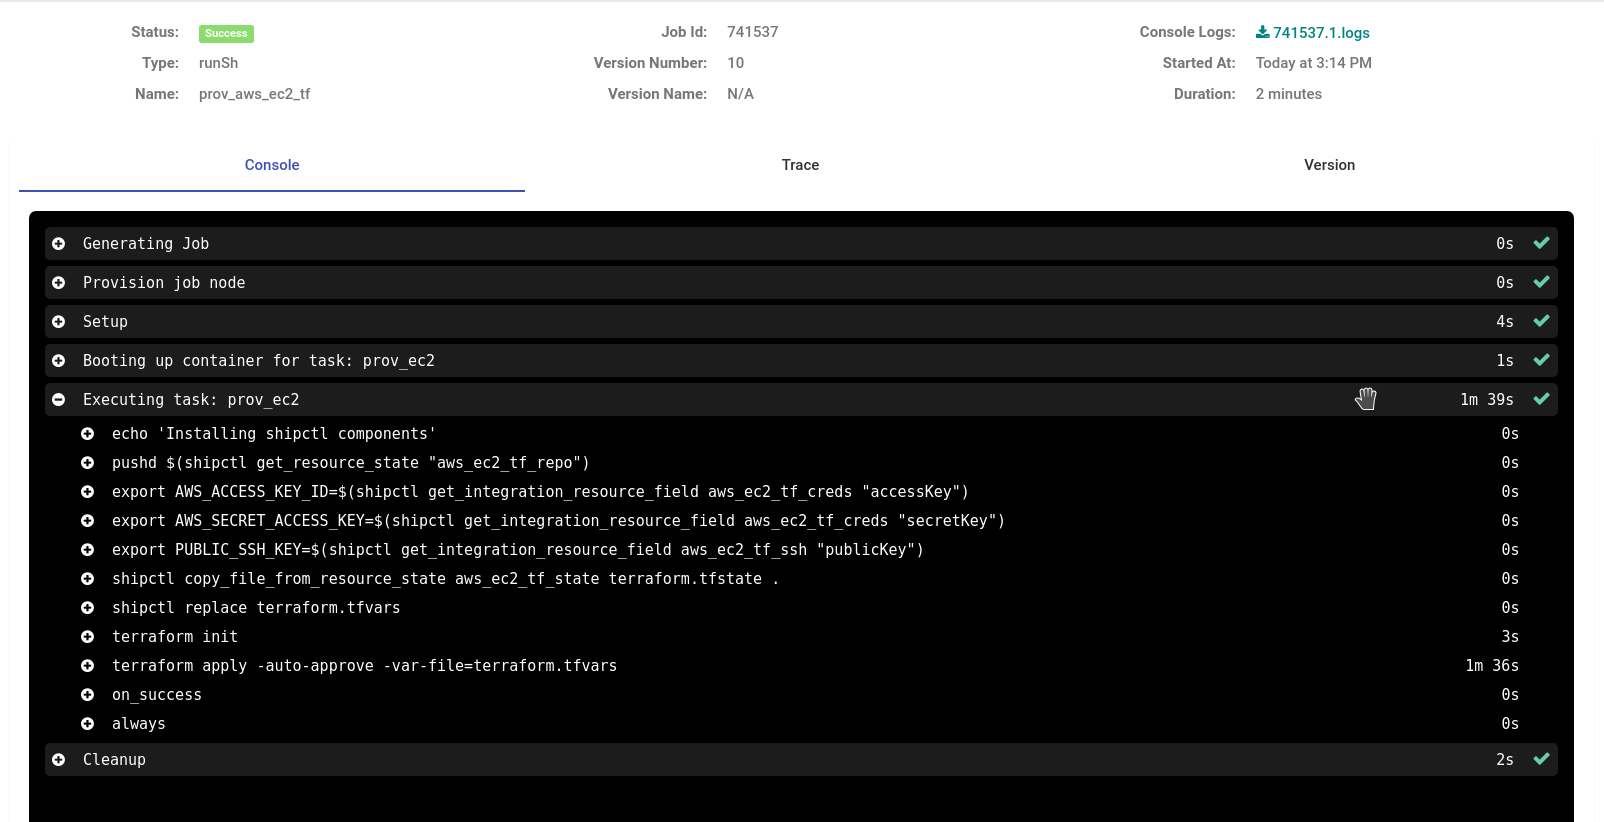 Status: Success Job Id: 741537 Console Logs: 741537.1.logs
Type: runSh Version Number: 10 Started At: Today at 3:14 PM
Name: prov_aws_ec2_tf Version Name: N/A Duration: 2 minutes
Console Trace Version
Generating Job 0s
Provision job node 0s
Setup 4s
Booting up container for task: prov_ec2 1s
Executing task: prov_ec2 1m 39s
echo 'Installing shipctl components' 0s
pushd $(shipctl get_resource_state "aws_ec2_tf_repo") 0s
export AWS_ACCESS_KEY_ID=$(shipctl get_integration_resource_field aws_ec2_tf_creds "accessKey") 0s
export AWS_SECRET_ACCESS_KEY=$(shipctl get_integration_resource_field aws_ec2_tf_creds "secretKey") 0s
export PUBLIC_SSH_KEY=$(shipctl get_integration_resource_field aws_ec2_tf_ssh "publicKey") 0s
shipctl copy_file_from_resource_state aws_ec2_tf_state terraform.tfstate . 0s
shipctl replace terraform.tfvars 0s
terraform init 3s
terraform apply -auto-approve -var-file=terraform.tfvars 1m 36s
on_success 0s
always 0s
Cleanup 2s